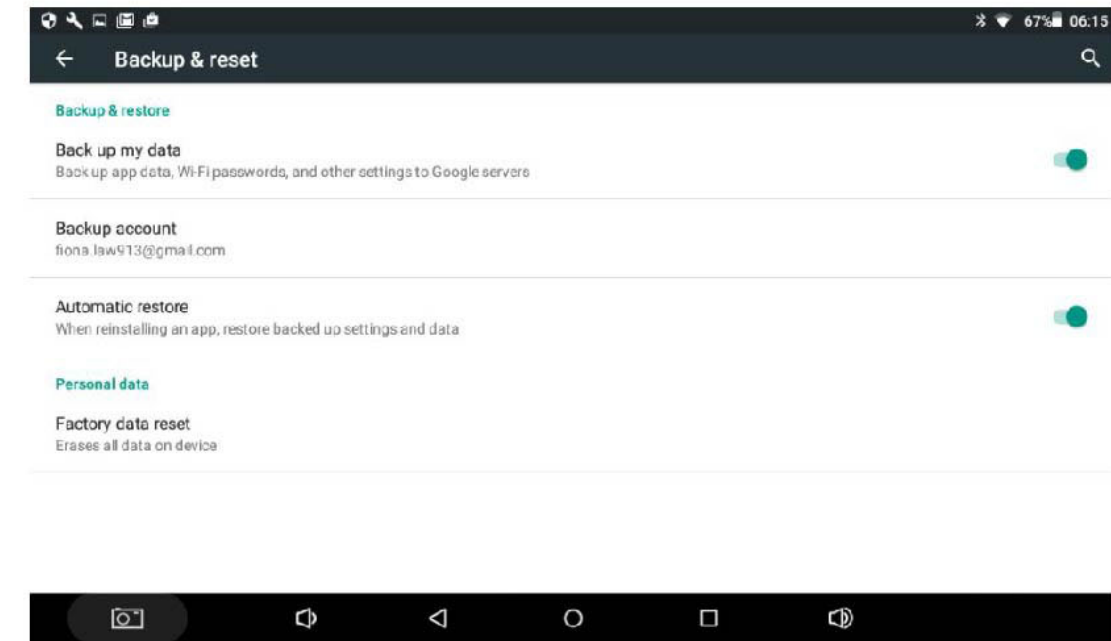 67% 06:15
Backup & reset
Backup & restore
Back up my data
Back up app data, Wi-Fi passwords, and other settings to Google servers
Backup account
fiona.law913@gmail.com
Automatic restore
When reinstalling an app, restore backed up settings and data
Personal data
Factory data reset
Erases all data on device